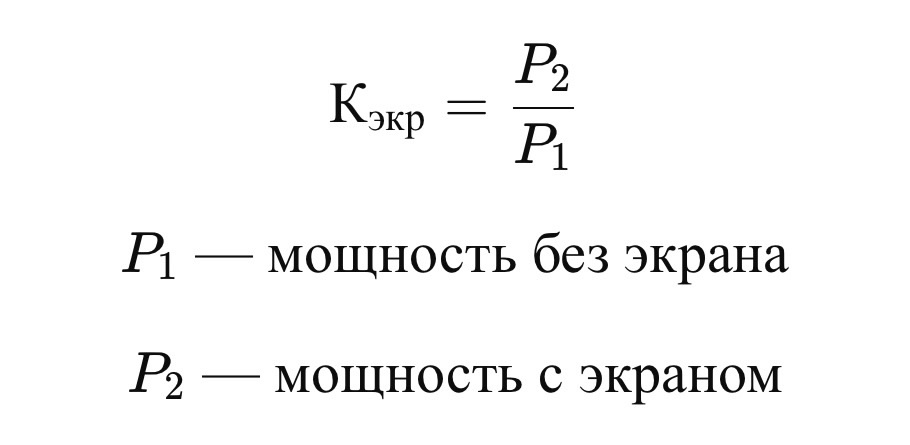 Кэкр = P2/P1
P1 — мощность без экрана
P2 — мощность с экраном